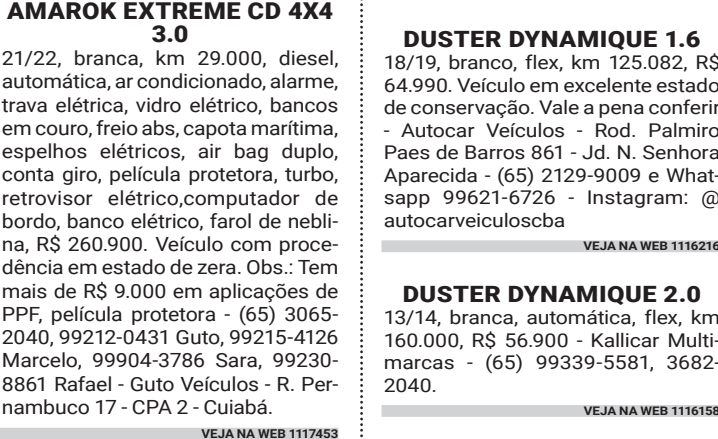 AMAROK EXTREME CD 4X4
3.0
21/22, branca, km 29.000, diesel,
automática, ar condicionado, alarme,
trava elétrica, vidro elétrico, bancos
em couro, freio abs, capota marítima,
espelhos elétricos, air bag duplo,
conta giro, película protetora, turbo,
retrovisor elétrico,computador de
bordo, banco elétrico, farol de nebli-
na, R$ 260.900. Veículo com proce-
dência em estado de zera. Obs.: Tem
mais de R$ 9.000 em aplicações de
PPF, película protetora - (65) 3065-
2040, 99212-0431 Guto, 99215-4126
Marcelo, 99904-3786 Sara, 99230-
8861 Rafael - Guto Veículos - R. Per-
nambuco 17 - CPA 2 - Cuiabá.
VEJA NA WEB 1117453
DUSTER DYNAMIQUE 1.6
18/19, branco, flex, km 125.082, R$
64.990. Veículo em excelente estado
de conservação. Vale a pena conferir
- Autocar Veículos - Rod. Palmiro
Paes de Barros 861 - Jd. N. Senhora
Aparecida - (65) 2129-9009 e What-
sapp 99621-6726 - Instagram: @
autocarveiculoscba
VEJA NA WEB 1116216
DUSTER DYNAMIQUE 2.0
13/14, branca, automática, flex, km
160.000, R$ 56.900 - Kallicar Multi-
marcas - (65) 99339-5581, 3682-
2040.
VEJA NA WEB 1116158